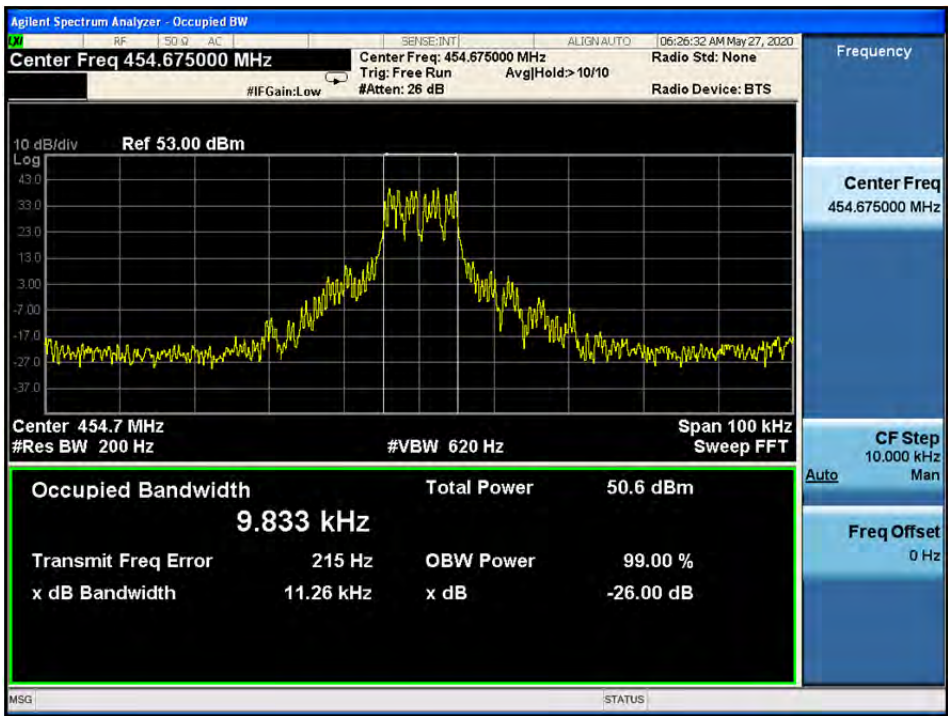 Agilent Spectrum Analyzer - Occupied BW
LXI RF 50 Ω AC SENSE:INT ALIGN AUTO 06:26:32 AM May 27, 2020
Center Freq 454.675000 MHz
Center Freq: 454.675000 MHz Radio Std: None
Trig: Free Run Avg|Hold:> 10/10
#IFGain:Low #Atten: 26 dB Radio Device: BTS
Frequency
10 dB/div Ref 53.00 dBm
Log
43.0
33.0
23.0
13.0
3.00
-7.00
-17.0
-27.0
-37.0
Center 454.7 MHz Span 100 kHz
#Res BW 200 Hz #VBW 620 Hz Sweep FFT
Occupied Bandwidth Total Power 50.6 dBm
9.833 kHz
Transmit Freq Error 215 Hz OBW Power 99.00 %
x dB Bandwidth 11.26 kHz x dB -26.00 dB
Center Freq
454.675000 MHz
CF Step
10.000 kHz
Auto Man
Freq Offset
0 Hz
MSG STATUS